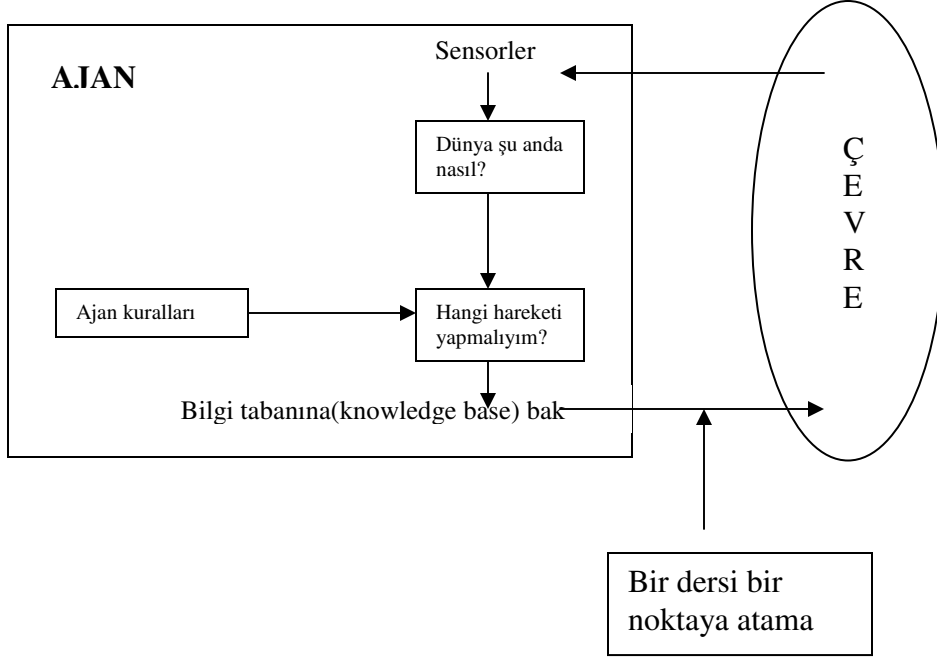 Sensorler
AJAN
Dünya şu anda
nasıl?
Ç
E
V
R
E
Ajan kuralları
Hangi hareketi
yapmalıyım?
Bilgi tabanına(knowledge base) bak
Bir dersi bir
noktaya atama